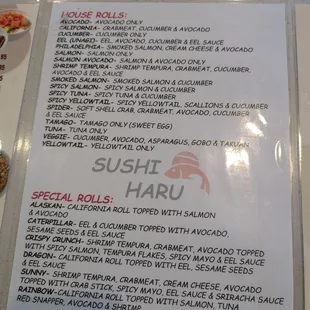 HOUSE ROLLS:
AVOCADO- AVOCADO ONLY
CALIFORNIA- CRABMEAT, CUCUMBER & AVOCADO
CUCUMBER- CUCUMBER ONLY
EEL (UNAGI)- EEL, AVOCADO, CUCUMBER & EEL SAUCE
PHILADELPHIA- SMOKED SALMON, CREAM CHEESE & AVOCADO
SALMON- SALMON ONLY
SALMON AVOCADO- SALMON & AVOCADO ONLY
SHRIMP TEMPURA- SHRIMP TEMPURA, CRABMEAT, CUCUMBER,
AVOCADO & EEL SAUCE
SMOKED SALMON- SMOKED SALMON & CUCUMBER
SPICY SALMON- SPICY SALMON & CUCUMBER
SPICY TUNA- SPICY TUNA & CUCUMBER
SPICY YELLOWTAIL- SPICY YELLOWTAIL, SCALLIONS & CUCUMBER
SPIDER- SOFT SHELL CRAB, CRABMEAT, AVOCADO, CUCUMBER
& EEL SAUCE
TAMAGO- TAMAGO ONLY (SWEET EGG)
TUNA- TUNA ONLY
VEGGIE- CUCUMBER, AVOCADO, ASPARAGUS, GOBO & TAKUAN
YELLOWTAIL- YELLOWTAIL ONLY
SUSHI
HARU
SPECIAL ROLLS:
ALASKAN- CALIFORNIA ROLL TOPPED WITH SALMON
& AVOCADO
CATERPILLAR- EEL & CUCUMBER TOPPED WITH AVOCADO,
SESAME SEEDS & EEL SAUCE
CRISPY CRUNCH- SHRIMP TEMPURA, CRABMEAT, AVOCADO TOPPED
WITH SPICY SALMON, TEMPURA FLAKES, SPICY MAYO & EEL SAUCE
DRAGON- CALIFORNIA ROLL TOPPED WITH EEL, SESAME SEEDS
& EEL SAUCE
SUNNY- SHRIMP TEMPURA, CRABMEAT, CREAM CHEESE, AVOCADO
TOPPED WITH CRAB STICK, SPICY MAYO, EEL SAUCE & SRIRACHA SAUCE
RAINBOW- CALIFORNIA ROLL TOPPED WITH SALMON, TUNA
RED SNAPPER, AVOCADO & SHRIMP